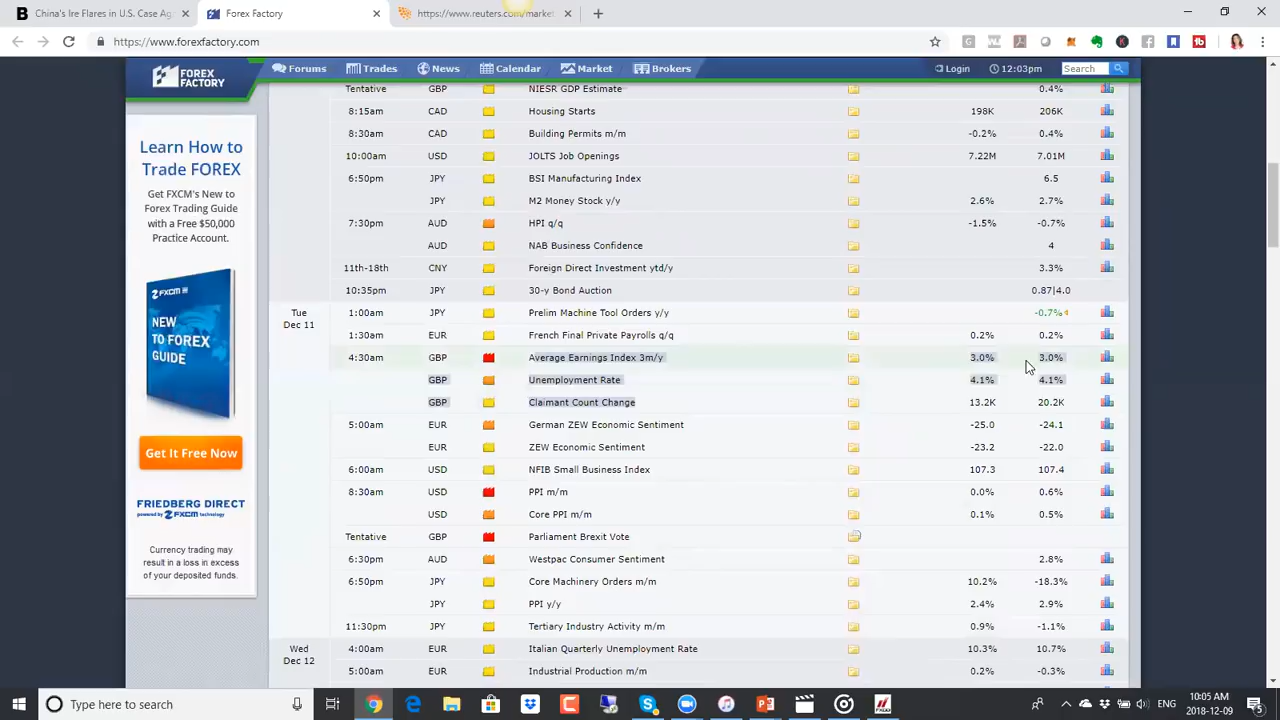 China's Ire Flares in U.S. Case Ag
Forex Factory
https://www.reuters.com/market
https://www.forexfactory.com
FOREX FACTORY
Forums Trades News Calendar Market Brokers Login 12:03pm Search
Learn How to
Trade FOREX
Get FXCM's New to
Forex Trading Guide
with a Free $50,000
Practice Account.
FXCM
NEW
TO FOREX
GUIDE
Get It Free Now
FRIEDBERG DIRECT
powered by FXCM technology
Currency trading may
result in a loss in excess
of your deposited funds.
Tentative GBP NIESR GDP Estimate 0.4%
8:15am CAD Housing Starts 198K 206K
8:30am CAD Building Permits m/m -0.2% 0.4%
10:00am USD JOLTS Job Openings 7.22M 7.01M
6:50pm JPY BSI Manufacturing Index 6.5
JPY M2 Money Stock y/y 2.6% 2.7%
7:30pm AUD HPI q/q -1.5% -0.7%
AUD NAB Business Confidence 4
11th-18th CNY Foreign Direct Investment ytd/y 3.3%
10:35pm JPY 30-y Bond Auction 0.87|4.0
Tue
Dec 11
1:00am JPY Prelim Machine Tool Orders y/y -0.7%
1:30am EUR French Final Private Payrolls q/q 0.2% 0.2%
4:30am GBP Average Earnings Index 3m/y 3.0% 3.0%
GBP Unemployment Rate 4.1% 4.1%
GBP Claimant Count Change 13.2K 20.2K
5:00am EUR German ZEW Economic Sentiment -25.0 -24.1
EUR ZEW Economic Sentiment -23.2 -22.0
6:00am USD NFIB Small Business Index 107.3 107.4
8:30am USD PPI m/m 0.0% 0.6%
USD Core PPI m/m 0.1% 0.5%
Tentative GBP Parliament Brexit Vote
6:30pm AUD Westpac Consumer Sentiment 2.8%
6:50pm JPY Core Machinery Orders m/m 10.2% -18.3%
JPY PPI y/y 2.4% 2.9%
11:30pm JPY Tertiary Industry Activity m/m 0.9% -1.1%
Wed
Dec 12
4:00am EUR Italian Quarterly Unemployment Rate 10.3% 10.7%
5:00am EUR Industrial Production m/m 0.2% -0.3%
Type here to search
ENG
10:05 AM
2018-12-09